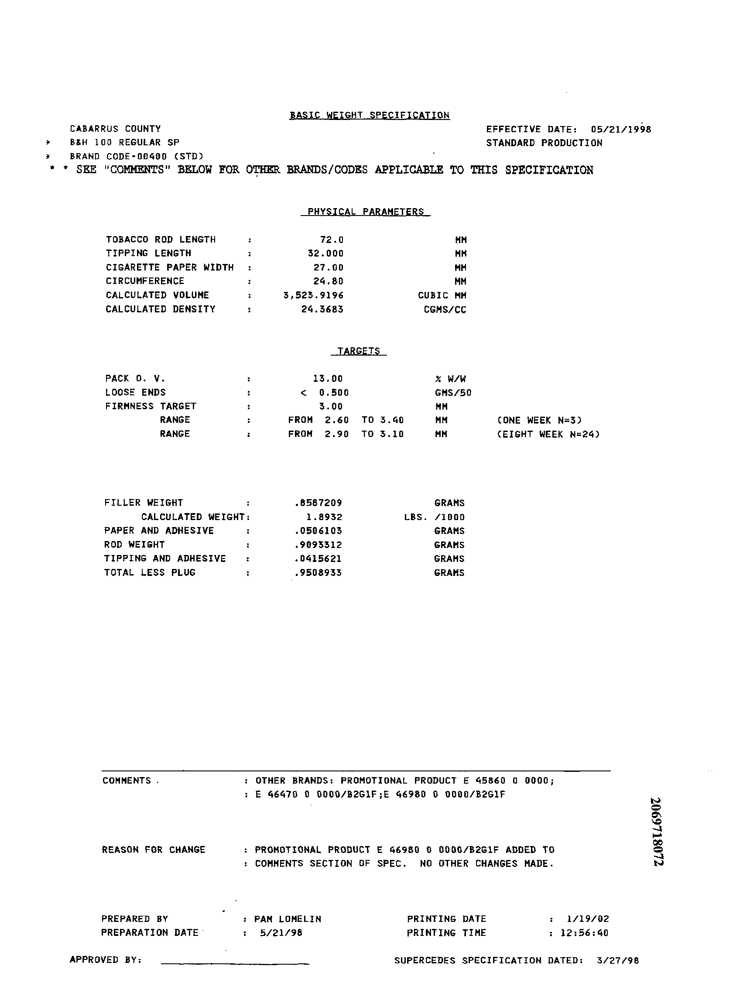 BASIC WEIGHT SPECIFICATION
CABARRUS COUNTY EFFECTIVE DATE: 05/21/1998
* B&H 100 REGULAR SP STANDARD PRODUCTION
* BRAND CODE-00400 (STD)
* * SEE "COMMENTS" BELOW FOR OTHER BRANDS/CODES APPLICABLE TO THIS SPECIFICATION
PHYSICAL PARAMETERS
TOBACCO ROD LENGTH : 72.0 MM
TIPPING LENGTH : 32.000 MM
CIGARETTE PAPER WIDTH : 27.00 MM
CIRCUMFERENCE : 24.80 MM
CALCULATED VOLUME : 3,523.9196 CUBIC MM
CALCULATED DENSITY : 24.3683 CGMS/CC
TARGETS
PACK O. V. : 13.00 % W/W
LOOSE ENDS : < 0.500 GMS/50
FIRMNESS TARGET : 3.00 MM
RANGE : FROM 2.60 TO 3.40 MM (ONE WEEK N=3)
RANGE : FROM 2.90 TO 3.10 MM (EIGHT WEEK N=24)
FILLER WEIGHT : .8587209 GRAMS
CALCULATED WEIGHT: 1.8932 LBS. /1000
PAPER AND ADHESIVE : .0506103 GRAMS
ROD WEIGHT : .9093312 GRAMS
TIPPING AND ADHESIVE : .0415621 GRAMS
TOTAL LESS PLUG : .9508933 GRAMS
COMMENTS : OTHER BRANDS: PROMOTIONAL PRODUCT E 45860 0 0000;
: E 46470 0 0000/B2G1F;E 46980 0 0000/B2G1F
REASON FOR CHANGE : PROMOTIONAL PRODUCT E 46980 0 0000/B2G1F ADDED TO
: COMMENTS SECTION OF SPEC. NO OTHER CHANGES MADE.
PREPARED BY : PAM LOMELIN PRINTING DATE : 1/19/02
PREPARATION DATE : 5/21/98 PRINTING TIME : 12:56:40
APPROVED BY: SUPERCEDES SPECIFICATION DATED: 3/27/98
2069718072